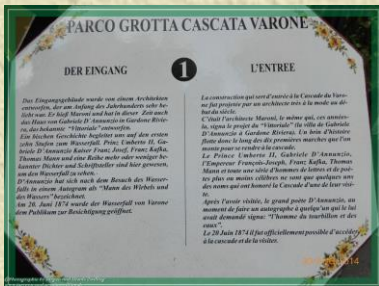 PARCO GROTTA CASCATA VARONE
DER EINGANG
1
L'ENTREE
Das Eingangsgebäude wurde von einem Architekten
entworfen, der am Anfang des Jahrhunderts sehr be-
liebt war. Er hieß Maroni und hat in dieser Zeit auch
das Haus von Gabriele D'Annunzio in Gardone Rivie-
ra, das bekannte "Vittoriale" entworfen.
Ein bischen Geschichte begleitet uns auf den ersten
zehn Stufen zum Wasserfall. Prinz Umberto II, Ga-
briele D'Annunzio Kaiser Franz Josef, Franz Kafka,
Thomas Mann und eine Reihe mehr oder weniger be-
kannter Dichter und Schriftsteller sind hier gewesen,
um den Wasserfall zu sehen.
D'Annunzio hat sich nach dem Besuch des Wasser-
falls in einem Autogram als "Mann des Wirbels und
des Wassers" bezeichnet.
Am 20. Juni 1874 wurde der Wasserfall von Varone
dem Publikum zur Besichtigung geöffnet.
La construction qui sert d'entrée à la Cascade du Varo-
ne fut projetée par un architecte très à la mode au dé-
but du siècle.
C'était l'architecte Maroni, le même qui, ces années-
là, signa le projet du "Vittoriale" (la villa de Gabriele
D'Annunzio à Gardone Riviera). Un brin d'histoire
flotte donc le long des dix premières marches que l'on
monte pour se rendre à la cascade.
Le Prince Umberto II, Gabriele D'Annunzio,
L'Empereur François-Joseph, Franz Kafka, Thomas
Mann et toute une série d'hommes de lettres et de poè-
tes plus ou moins célèbres ne sont que quelques uns
des noms qui ont honoré la Cascade d'une de leur visi-
te.
Après l'avoir visitée, le grand poète D'Annunzio, au
moment de faire un autographe à quelqu'un qui le lui
avait demandé signa: "l'homme du tourbillon et des
eaux".
Le 20 Juin 1874 il fut officiellement possible d'accéder
à la cascade et de la visiter.